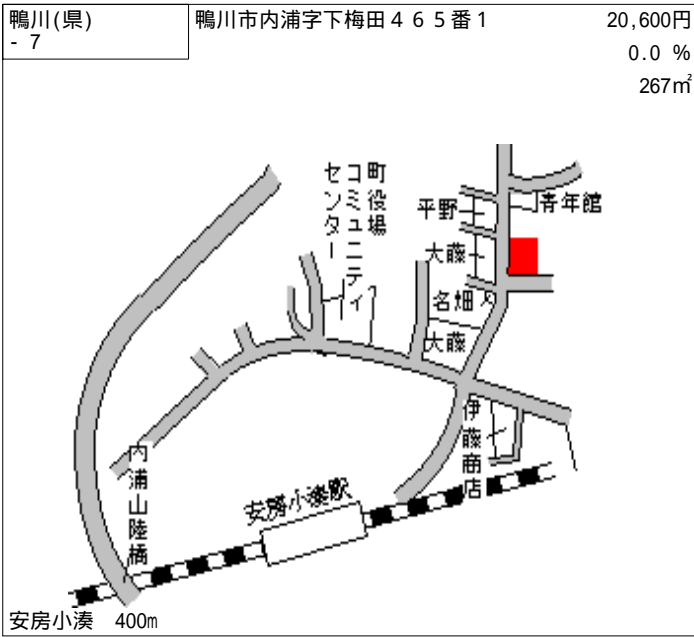 鴨川(県)
- 7
鴨川市内浦字下梅田４６５番１
20,600円
0.0 %
267㎡
町役場
コミュニティ
センター
平野
青年館
大藤
名畑
大藤
伊藤商店
内浦山陸橋
安房小湊駅
安房小湊　400m